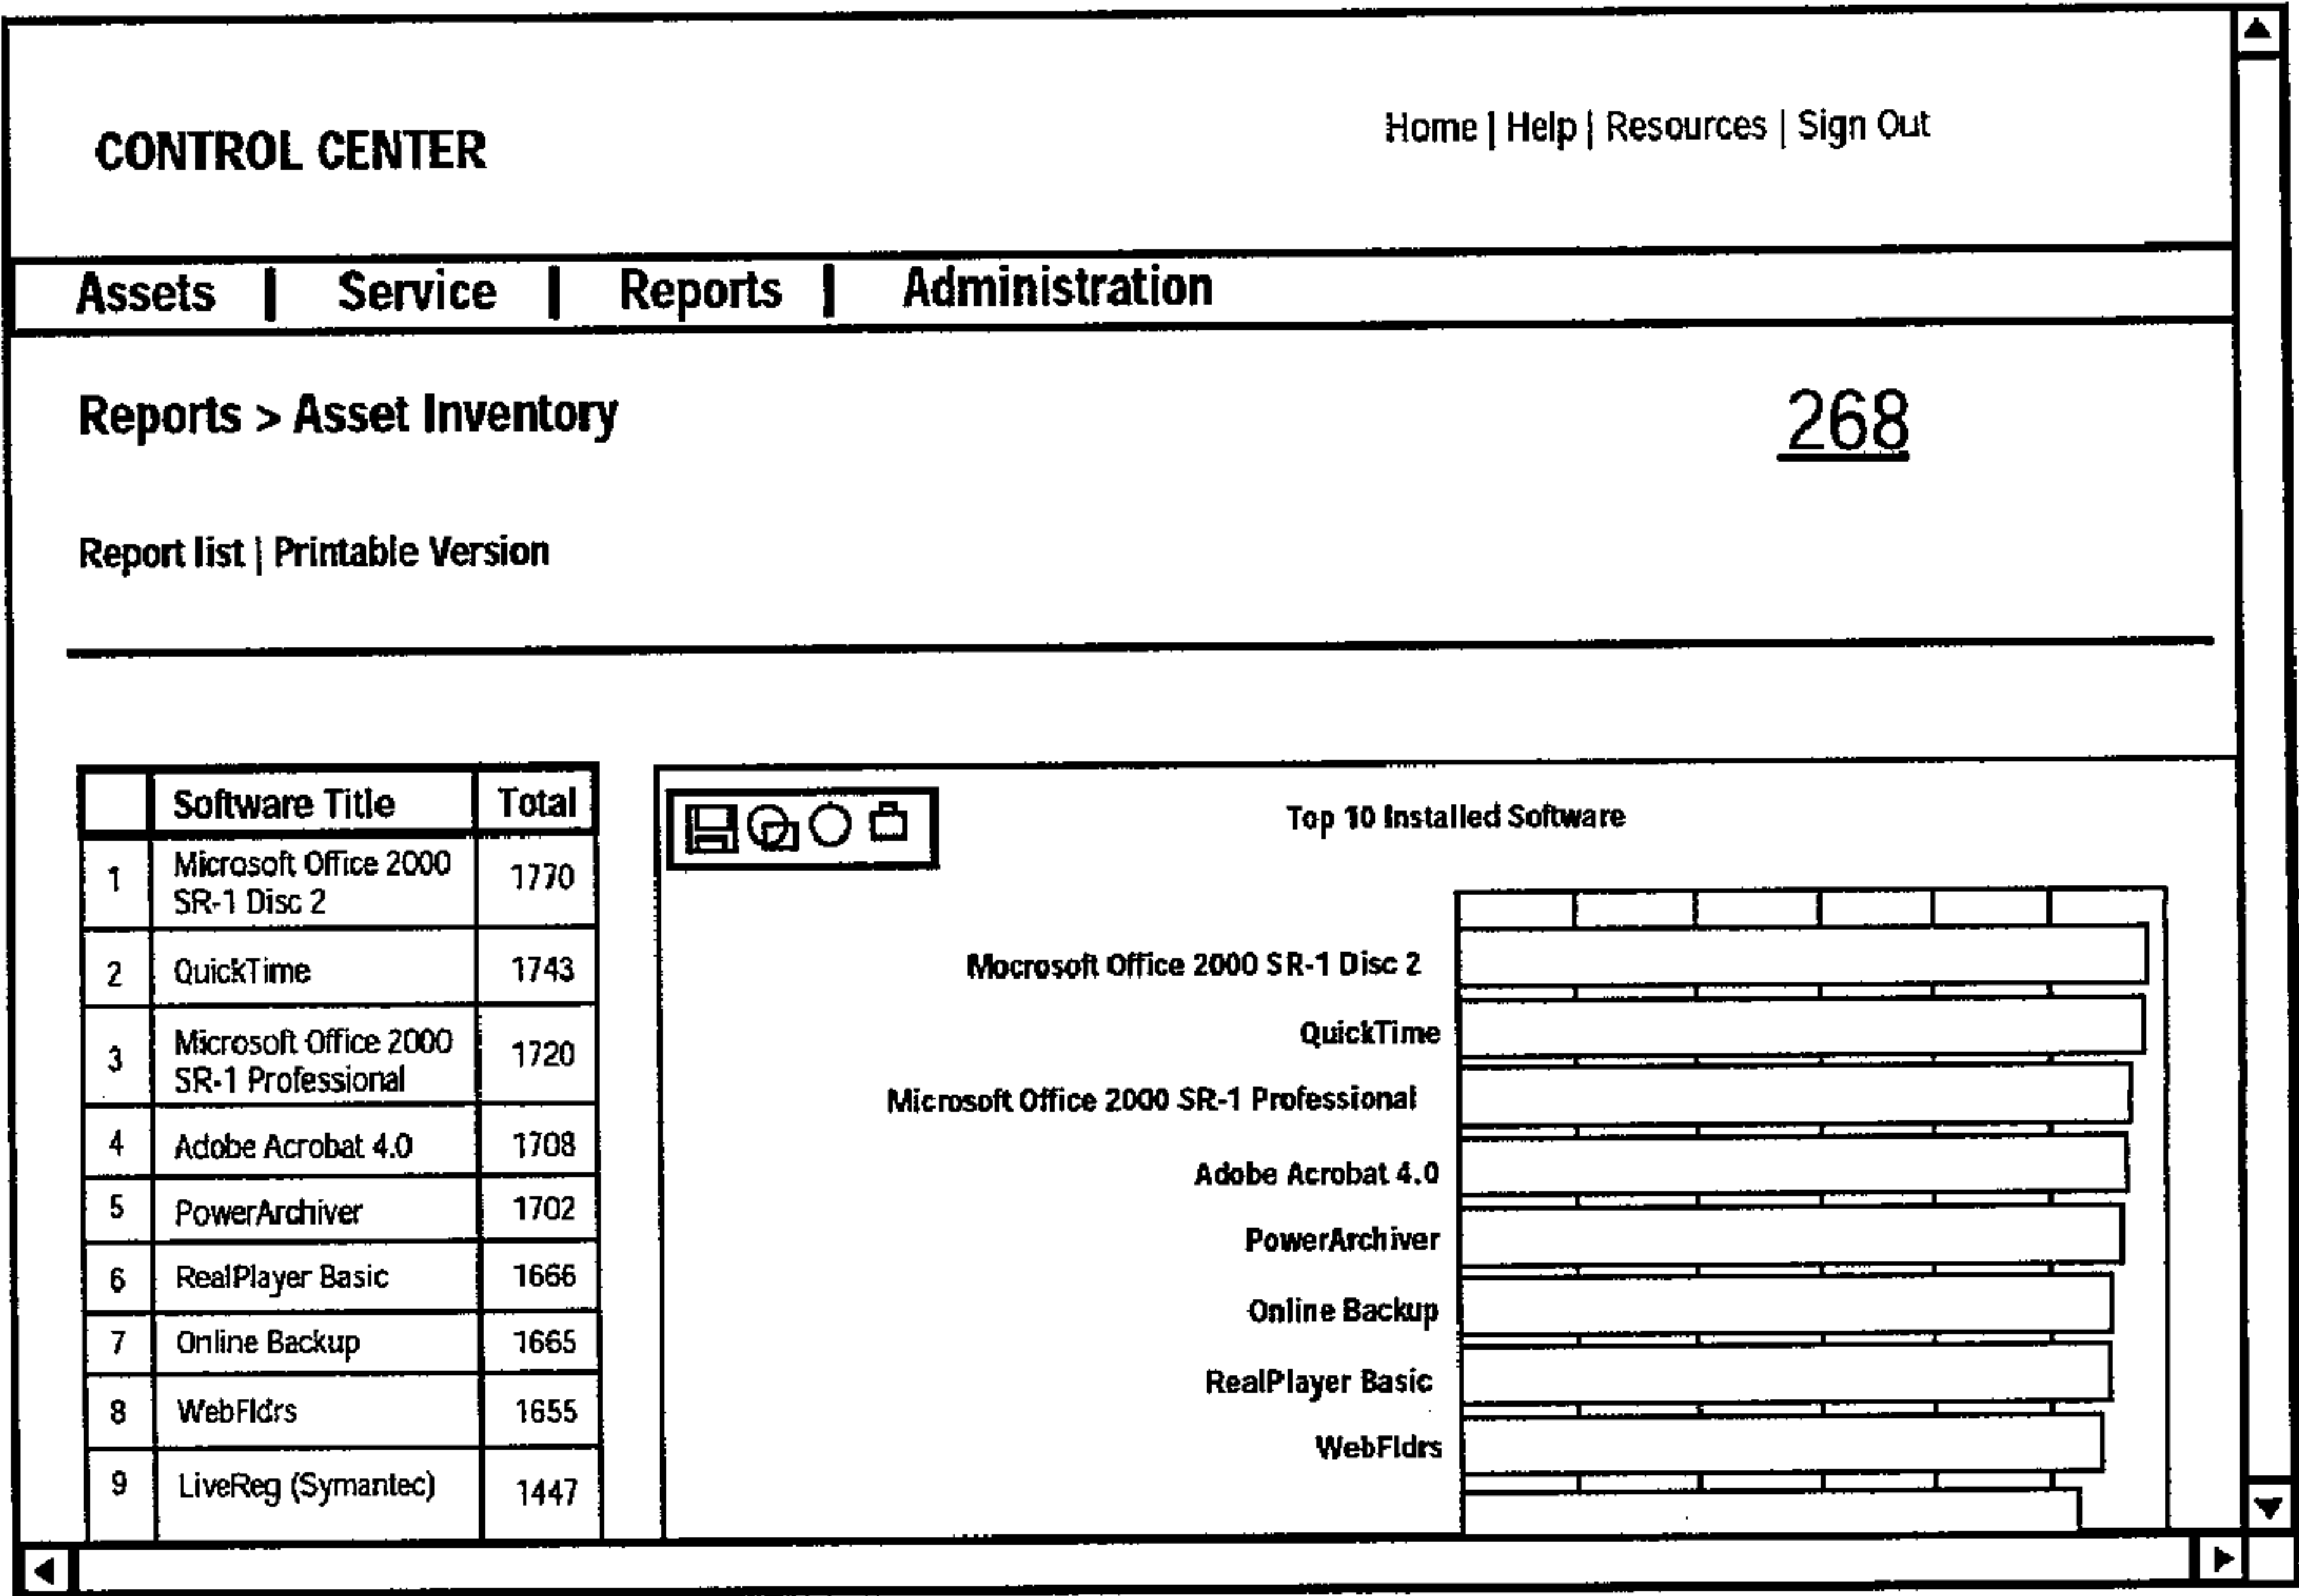 CONTROL CENTER
Home | Help | Resources | Sign Out
Assets | Service | Reports | Administration
Reports > Asset Inventory
268
Report list | Printable Version
Software Title Total
1 Microsoft Office 2000 SR-1 Disc 2 1770
2 QuickTime 1743
3 Microsoft Office 2000 SR-1 Professional 1720
4 Adobe Acrobat 4.0 1708
5 PowerArchiver 1702
6 RealPlayer Basic 1666
7 Online Backup 1665
8 WebFldrs 1655
9 LiveReg (Symantec) 1447
Top 10 Installed Software
Mocrosoft Office 2000 SR-1 Disc 2
QuickTime
Microsoft Office 2000 SR-1 Professional
Adobe Acrobat 4.0
PowerArchiver
Online Backup
RealPlayer Basic
WebFldrs